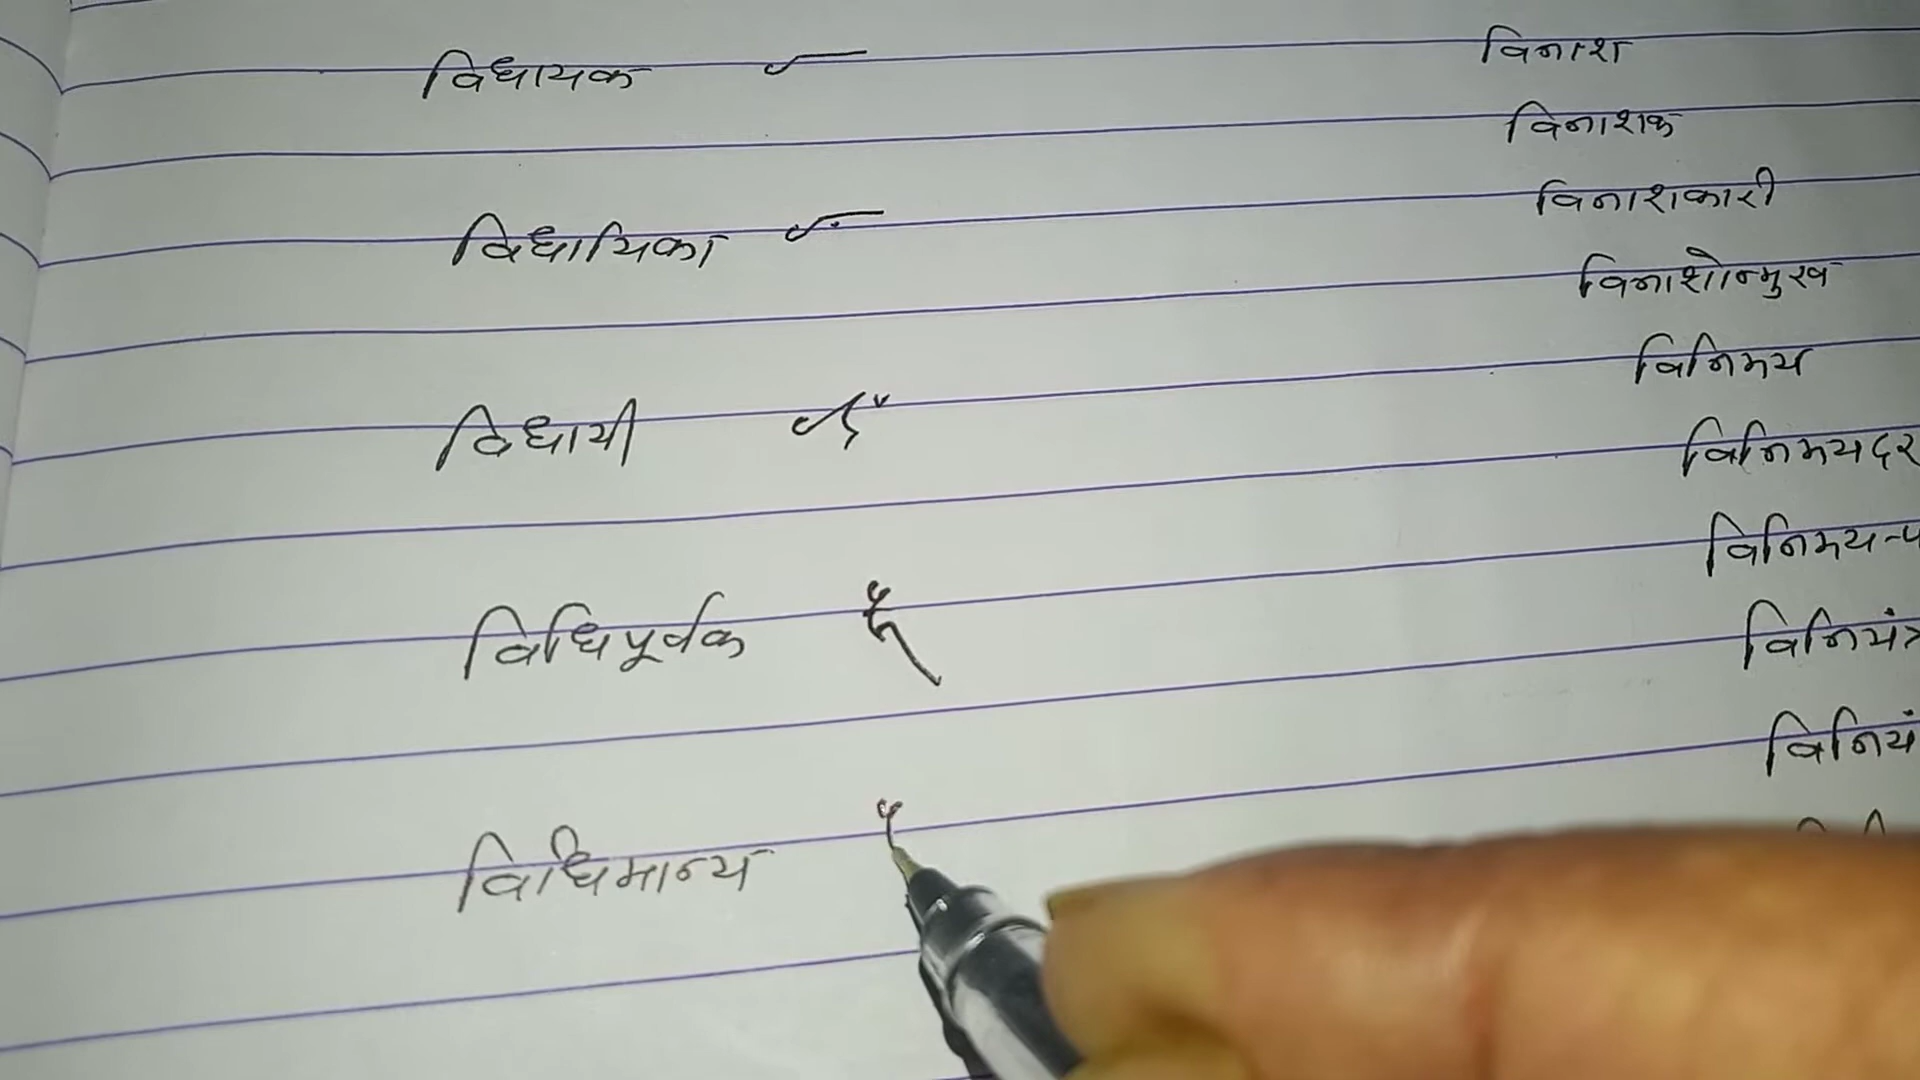 विधायक
विधायिका
विधायी
विधिपूर्वक
विधिमान्य
विनाश
विनाशक
विनाशकारी
विनाशोन्मुख
विनिमय
विनिमयदर